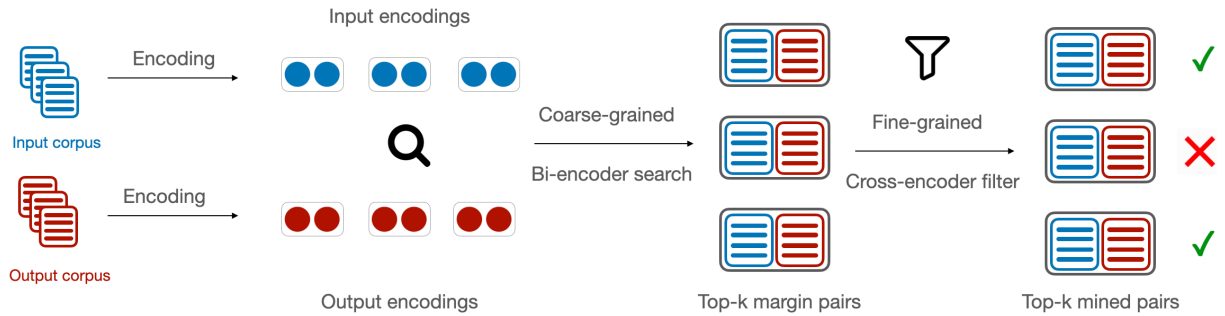 Input encodings
Encoding
Input corpus
Coarse-grained
Bi-encoder search
Fine-grained
Cross-encoder filter
Encoding
Output corpus
Output encodings
Top-k margin pairs
Top-k mined pairs